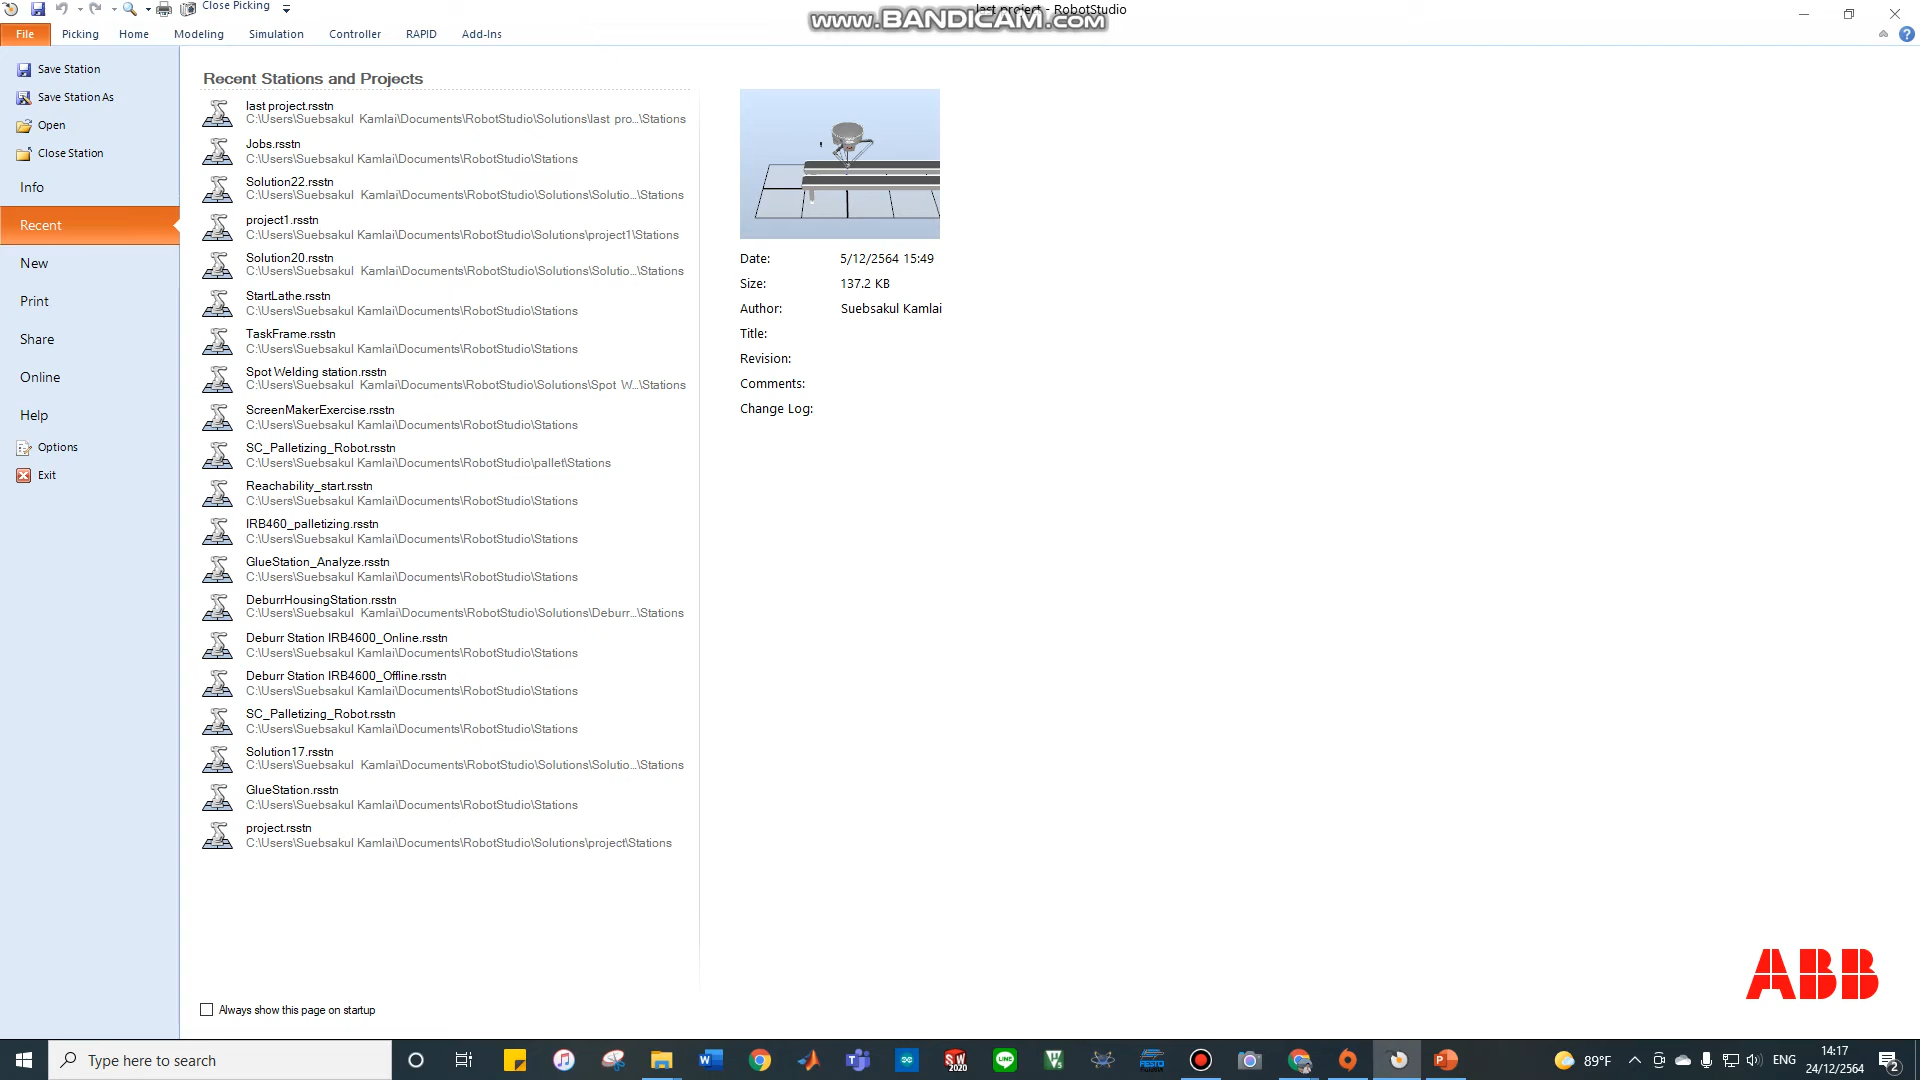 Close Picking
last project - RobotStudio
www.BANDICAM.com
File Picking Home Modeling Simulation Controller RAPID Add-Ins
Save Station
Save Station As
Open
Close Station
Info
Recent
New
Print
Share
Online
Help
Options
Exit
Recent Stations and Projects
last project.rsstn
C:\Users\Suebsakul Kamlai\Documents\RobotStudio\Solutions\last pro...\Stations
Jobs.rsstn
C:\Users\Suebsakul Kamlai\Documents\RobotStudio\Stations
Solution22.rsstn
C:\Users\Suebsakul Kamlai\Documents\RobotStudio\Solutions\Solutio...\Stations
project1.rsstn
C:\Users\Suebsakul Kamlai\Documents\RobotStudio\Solutions\project1\Stations
Solution20.rsstn
C:\Users\Suebsakul Kamlai\Documents\RobotStudio\Solutions\Solutio...\Stations
StartLathe.rsstn
C:\Users\Suebsakul Kamlai\Documents\RobotStudio\Stations
TaskFrame.rsstn
C:\Users\Suebsakul Kamlai\Documents\RobotStudio\Stations
Spot Welding station.rsstn
C:\Users\Suebsakul Kamlai\Documents\RobotStudio\Solutions\Spot W...\Stations
ScreenMakerExercise.rsstn
C:\Users\Suebsakul Kamlai\Documents\RobotStudio\Stations
SC_Palletizing_Robot.rsstn
C:\Users\Suebsakul Kamlai\Documents\RobotStudio\pallet\Stations
Reachability_start.rsstn
C:\Users\Suebsakul Kamlai\Documents\RobotStudio\Stations
IRB460_palletizing.rsstn
C:\Users\Suebsakul Kamlai\Documents\RobotStudio\Stations
GlueStation_Analyze.rsstn
C:\Users\Suebsakul Kamlai\Documents\RobotStudio\Stations
DeburrHousingStation.rsstn
C:\Users\Suebsakul Kamlai\Documents\RobotStudio\Solutions\Deburr...\Stations
Deburr Station IRB4600_Online.rsstn
C:\Users\Suebsakul Kamlai\Documents\RobotStudio\Stations
Deburr Station IRB4600_Offline.rsstn
C:\Users\Suebsakul Kamlai\Documents\RobotStudio\Stations
SC_Palletizing_Robot.rsstn
C:\Users\Suebsakul Kamlai\Documents\RobotStudio\Stations
Solution17.rsstn
C:\Users\Suebsakul Kamlai\Documents\RobotStudio\Solutions\Solutio...\Stations
GlueStation.rsstn
C:\Users\Suebsakul Kamlai\Documents\RobotStudio\Stations
project.rsstn
C:\Users\Suebsakul Kamlai\Documents\RobotStudio\Solutions\project\Stations
Always show this page on startup
Date: 5/12/2564 15:49
Size: 137.2 KB
Author: Suebsakul Kamlai
Title:
Revision:
Comments:
Change Log:
ABB
Type here to search
SW 2020
LINE
FESTO
89°F
ENG
14:17
24/12/2564
2